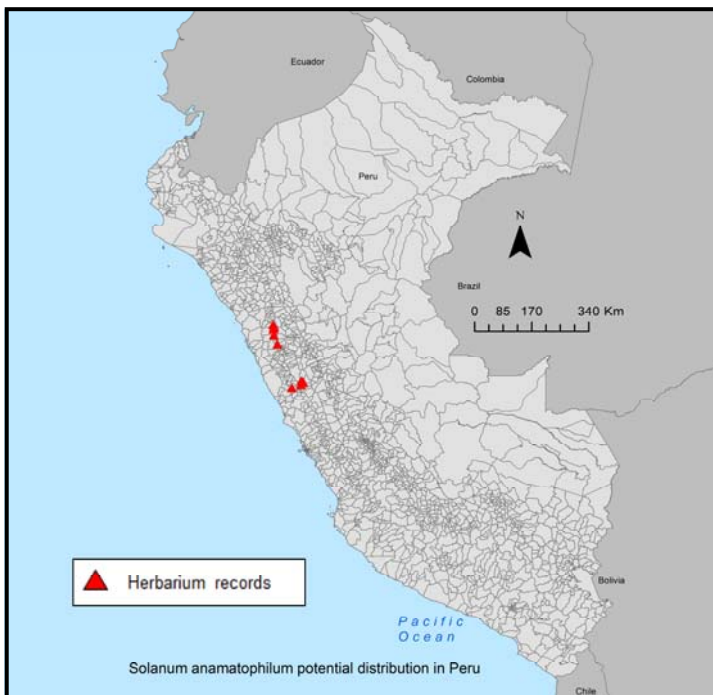 Ecuador
Colombia
Peru
N
Brazil
0 85 170 340 Km
Herbarium records
Bolivia
Pacific
Ocean
Solanum anamatophilum potential distribution in Peru
Chile